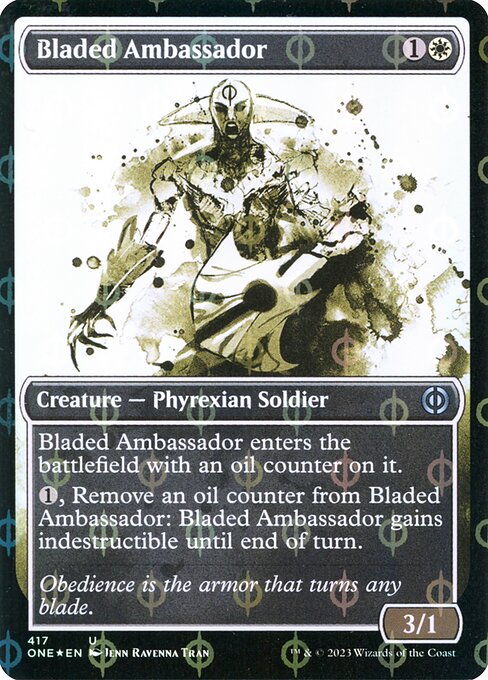 Bladed Ambassador 1
Creature — Phyrexian Soldier
Bladed Ambassador enters the
battlefield with an oil counter on it.
1, Remove an oil counter from Bladed
Ambassador: Bladed Ambassador gains
indestructible until end of turn.
Obedience is the armor that turns any
blade.
3/1
417 U
ONE★EN Jenn Ravenna Tran ™ & © 2023 Wizards of the Coast